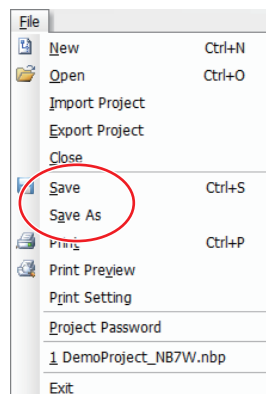 File
New Ctrl+N
Open Ctrl+O
Import Project
Export Project
Close
Save Ctrl+S
Save As
Print Ctrl+P
Print Preview
Print Setting
Project Password
1 DemoProject_NB7W.nbp
Exit